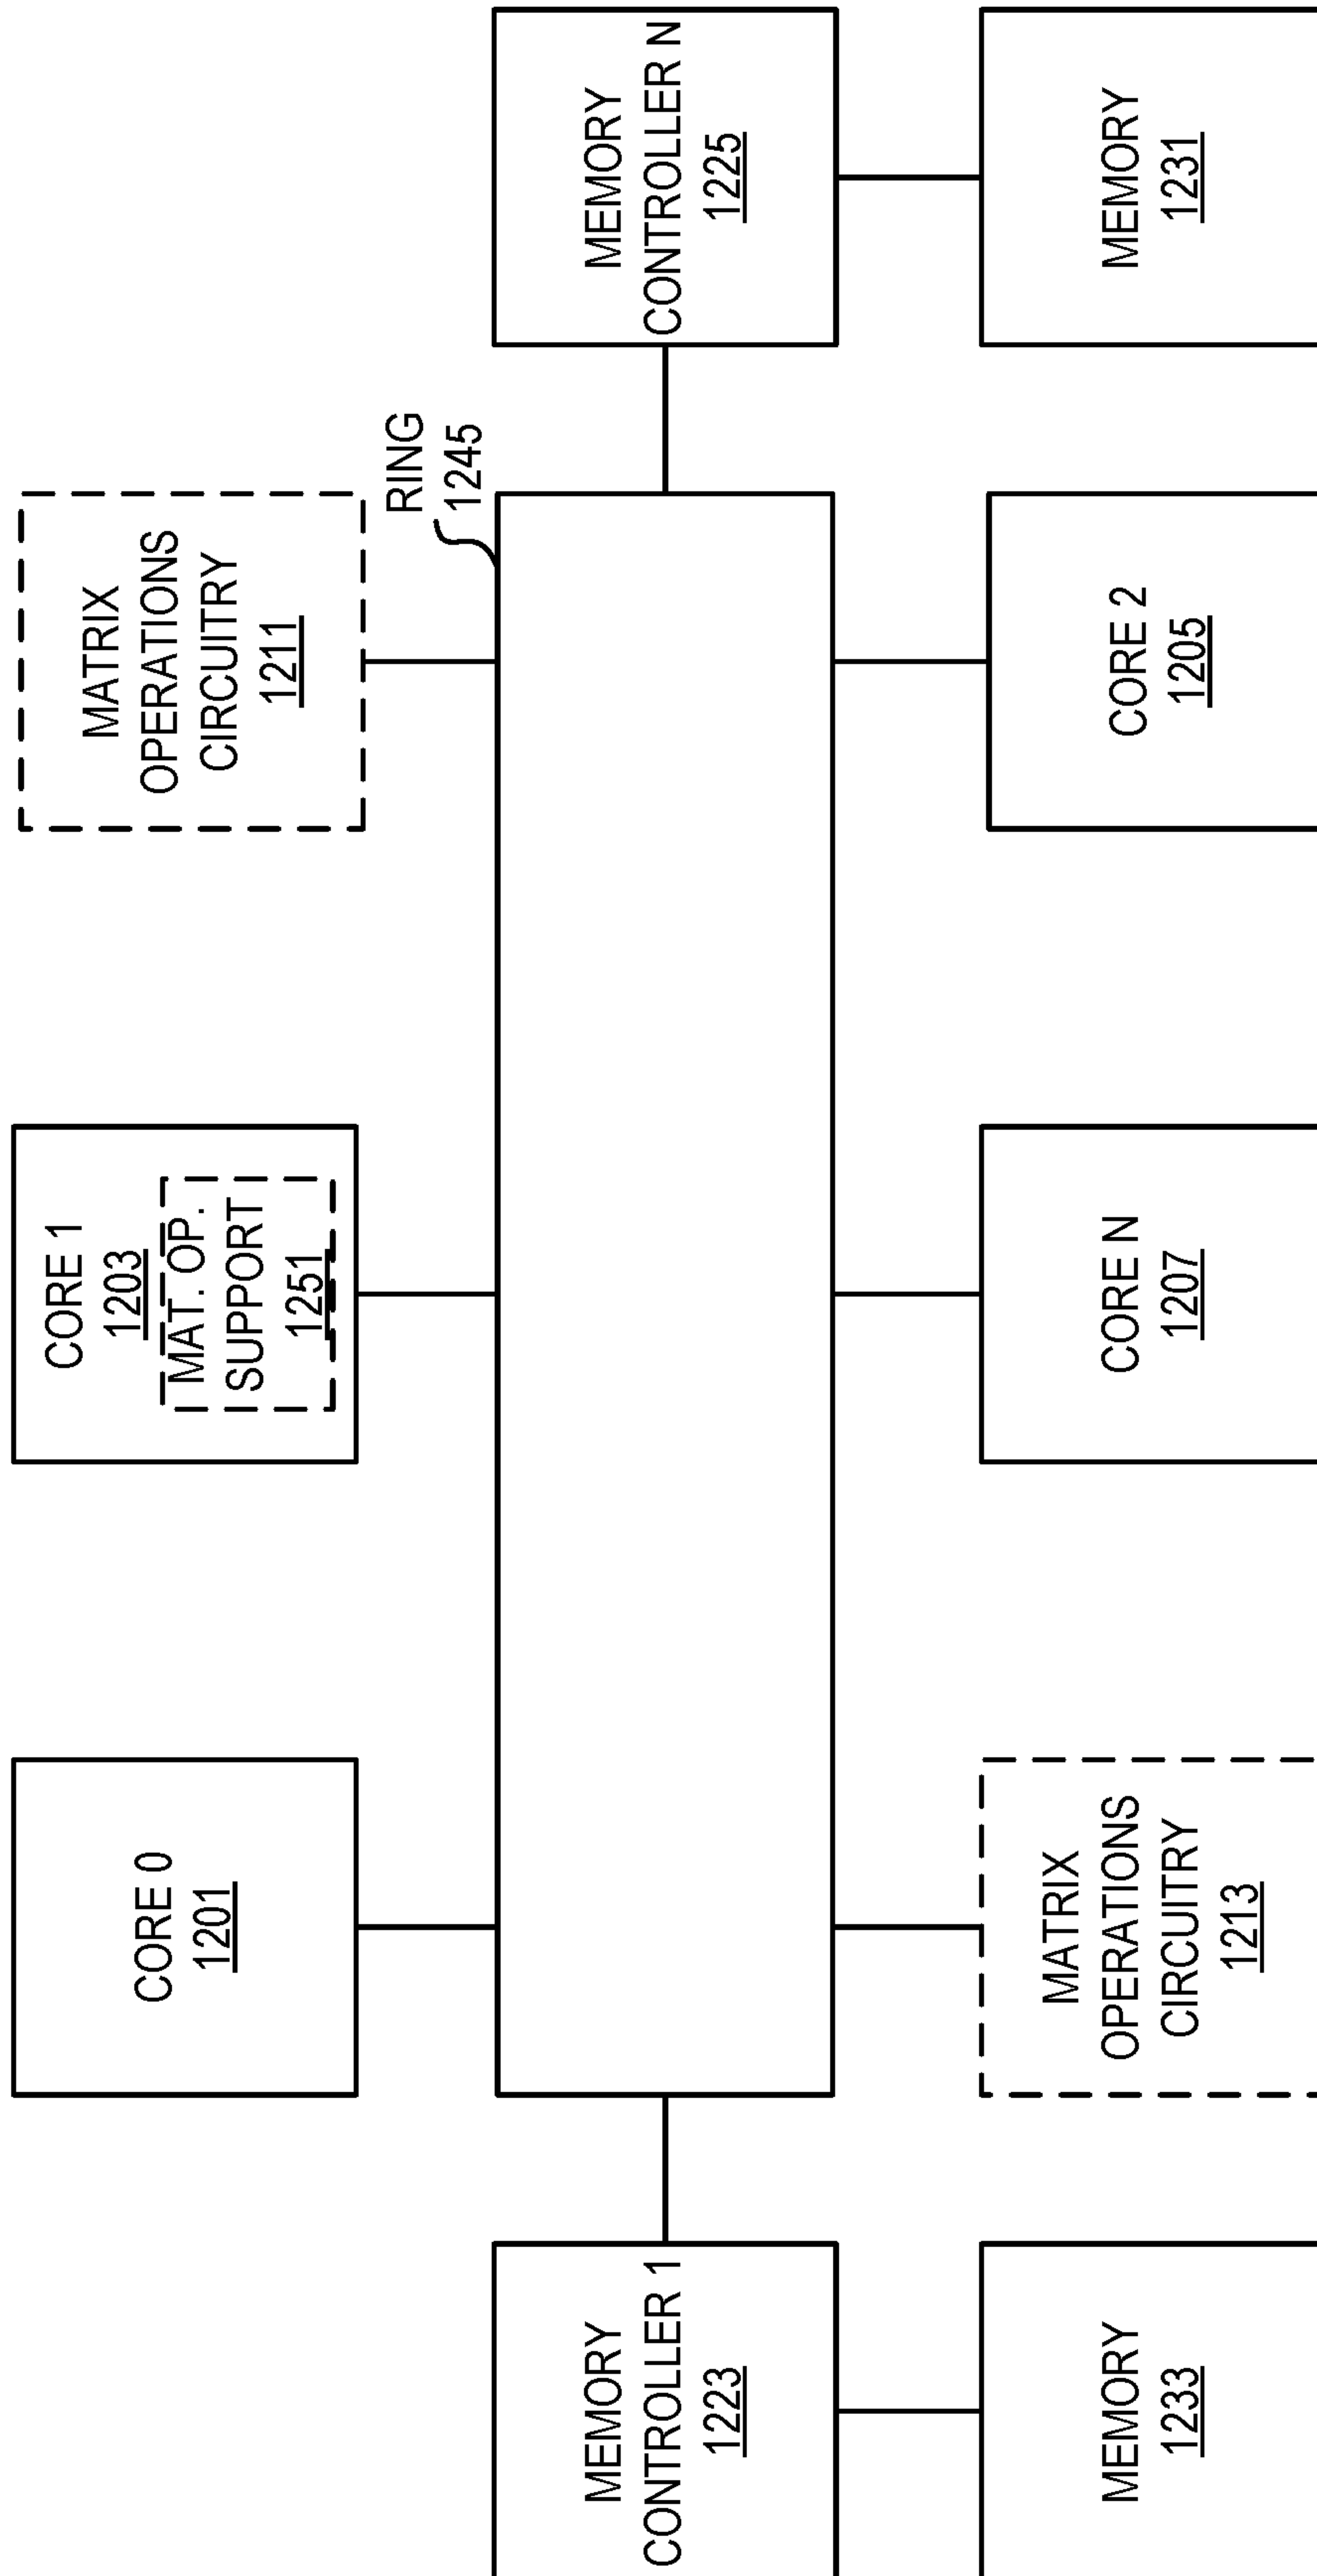 CORE 0
1201
CORE 1
1203
MAT. OP.
SUPPORT
1251
MATRIX
OPERATIONS
CIRCUITRY
1211
RING
1245
MEMORY
CONTROLLER 1
1223
MEMORY
CONTROLLER N
1225
MEMORY
1233
MATRIX
OPERATIONS
CIRCUITRY
1213
CORE N
1207
CORE 2
1205
MEMORY
1231